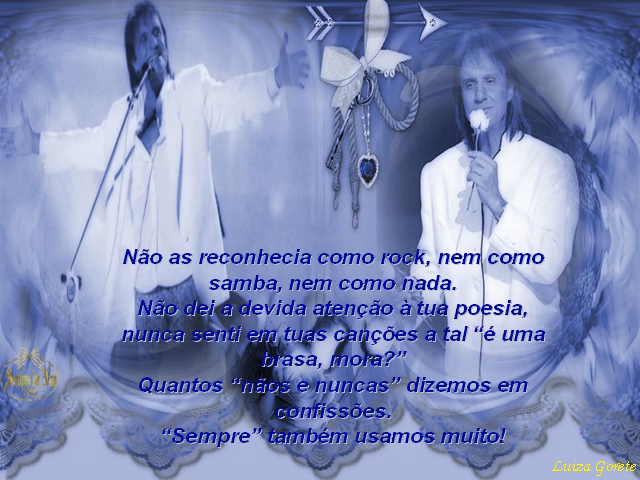 Não as reconhecia como rock, nem como
samba, nem como nada.
Não dei a devida atenção à tua poesia,
nunca senti em tuas canções a tal “é uma
brasa, mora?”
Quantos “nãos e nuncas” dizemos em
confissões.
“Sempre” também usamos muito!
Luiza Gorete